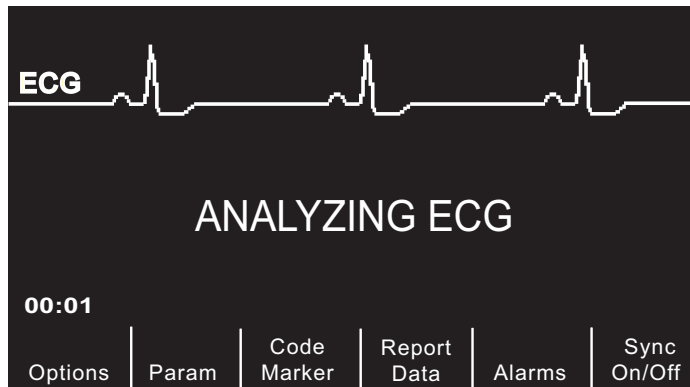 ECG
ANALYZING ECG
00:01
Options
Param
Code
Marker
Report
Data
Alarms
Sync
On/Off